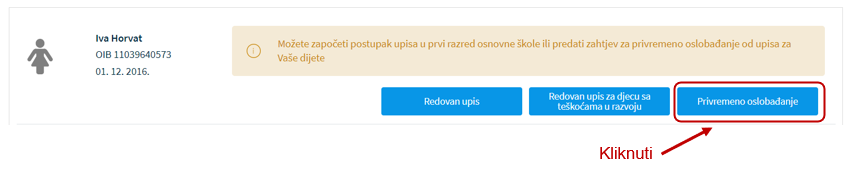 Iva Horvat
OIB 11039640573
01. 12. 2016.
Možete započeti postupak upisa u prvi razred osnovne škole ili predati zahtjev za privremeno oslobađanje od upisa za
Vaše dijete
Redovan upis
Redovan upis za djecu sa
teškoćama u razvoju
Privremeno oslobađanje
Kliknuti